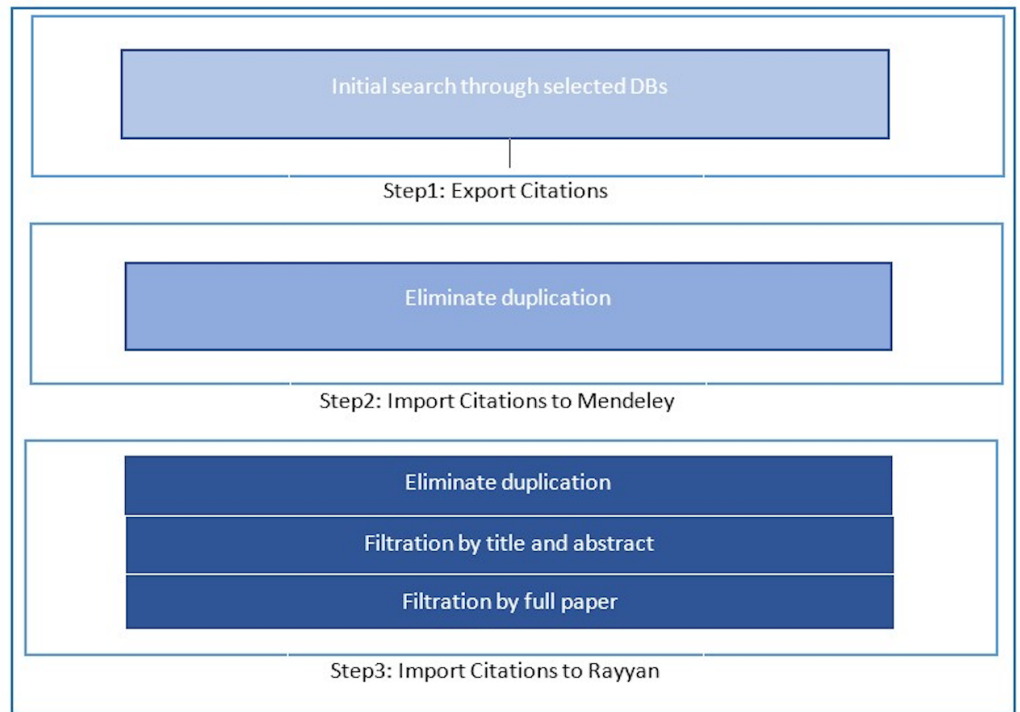 Initial search through selected DBs
Step1: Export Citations
Eliminate duplication
Step2: Import Citations to Mendeley
Eliminate duplication
Filtration by title and abstract
Filtration by full paper
Step3: Import Citations to Rayyan